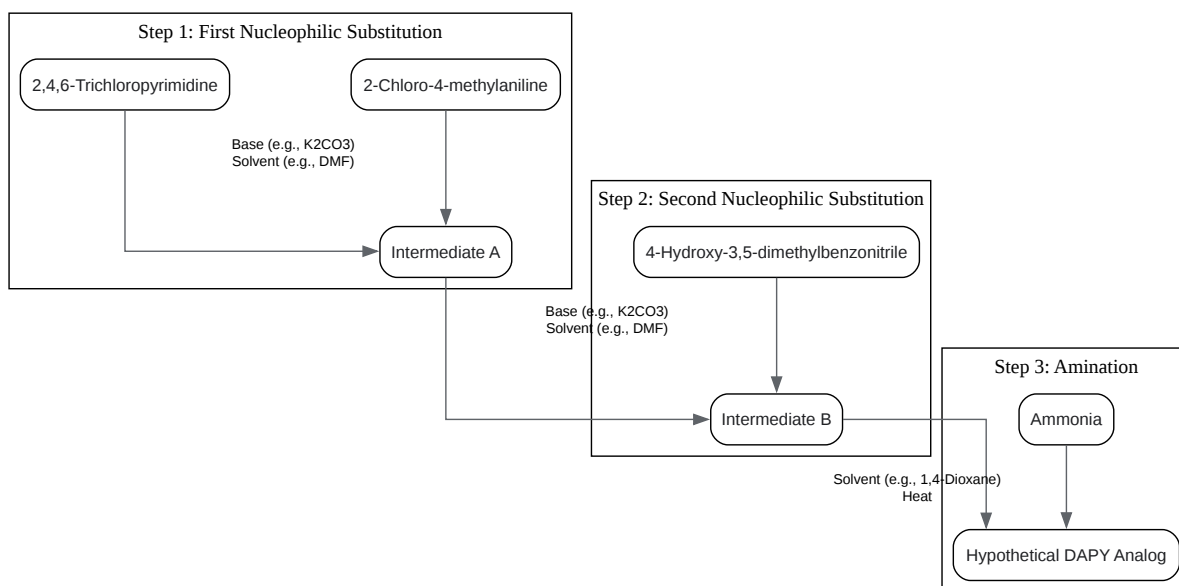 Step 1: First Nucleophilic Substitution
2,4,6-Trichloropyrimidine
2-Chloro-4-methylaniline
Base (e.g., K2CO3)
Solvent (e.g., DMF)
Intermediate A
Step 2: Second Nucleophilic Substitution
4-Hydroxy-3,5-dimethylbenzonitrile
Base (e.g., K2CO3)
Solvent (e.g., DMF)
Intermediate B
Step 3: Amination
Ammonia
Solvent (e.g., 1,4-Dioxane)
Heat
Hypothetical DAPY Analog